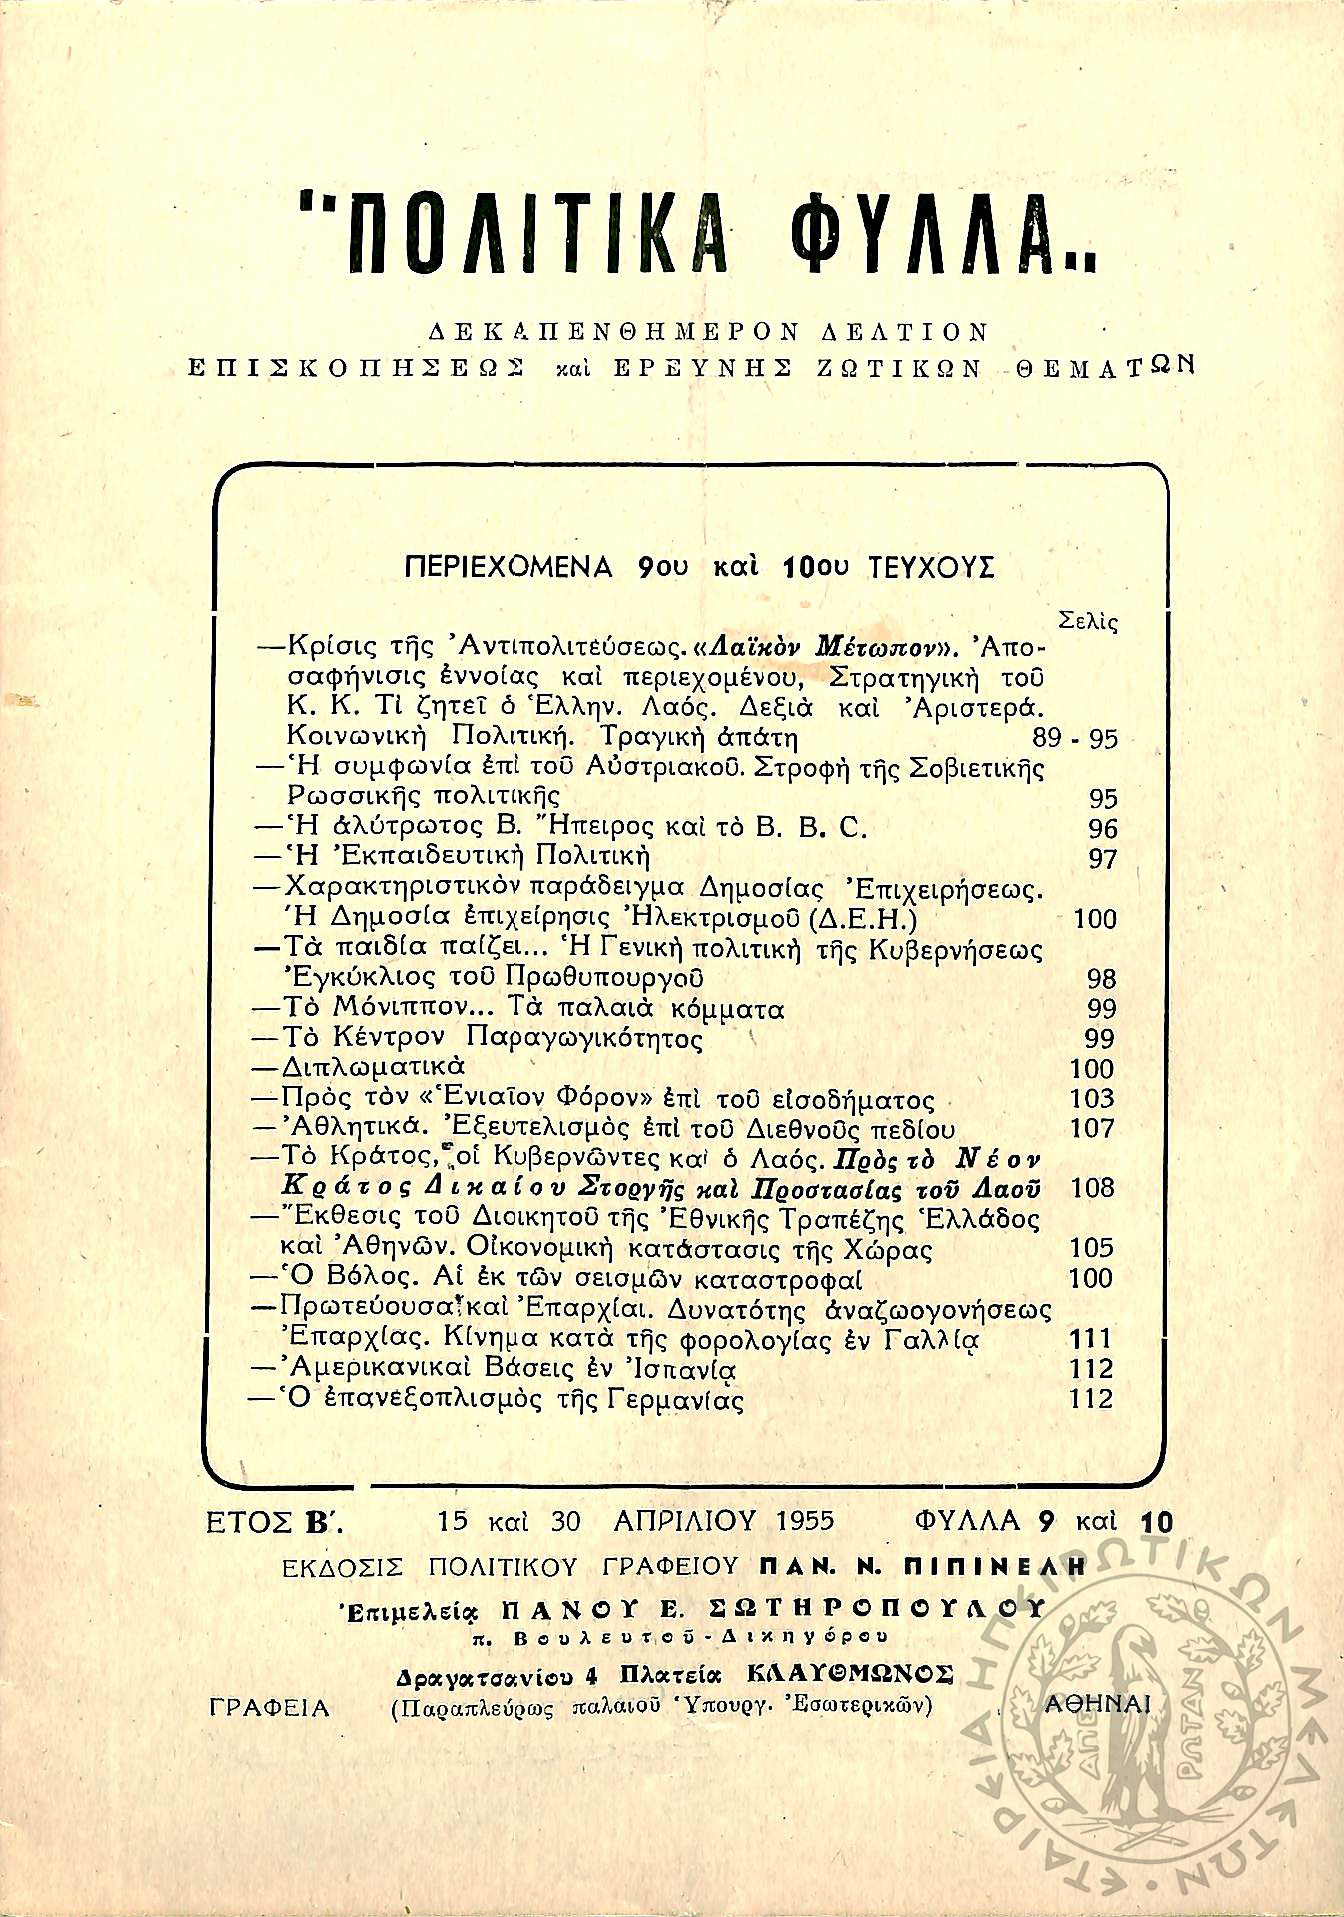 "ΠΟΛΙΤΙΚΑ ΦΥΛΛΑ„
ΔΕΚΑΠΕΝΘΗΜΕΡΟΝ ΔΕΛΤΙΟΝ
ΕΠΙΣΚΟΠΗΣΕΩΣ καὶ ΕΡΕΥΝΗΣ ΖΩΤΙΚΩΝ ΘΕΜΑΤΩΝ
ΠΕΡΙΕΧΟΜΕΝΑ 9ου καὶ 10ου ΤΕΥΧΟΥΣ
Σελὶς
—Κρίσις τῆς Ἀντιπολιτεύσεως. «Λαϊκὸν Μέτωπον». Ἀπο-
σαφήνισις ἐννοίας καὶ περιεχομένου, Στρατηγικὴ τοῦ
Κ. Κ. Τὶ ζητεῖ ὁ Ἕλλην. Λαός. Δεξιὰ καὶ Ἀριστερά.
Κοινωνικὴ Πολιτική. Τραγικὴ ἀπάτη 89 - 95
—Ἡ συμφωνία ἐπὶ τοῦ Αὐστριακοῦ. Στροφὴ τῆς Σοβιετικῆς
Ρωσσικῆς πολιτικῆς 95
—Ἡ ἀλύτρωτος Β. Ἤπειρος καὶ τὸ B. B. C. 96
—Ἡ Ἐκπαιδευτικὴ Πολιτικὴ 97
—Χαρακτηριστικὸν παράδειγμα Δημοσίας Ἐπιχειρήσεως.
Ἡ Δημοσία ἐπιχείρησις Ἠλεκτρισμοῦ (Δ.Ε.Η.) 100
—Τὰ παιδία παίζει... Ἡ Γενικὴ πολιτικὴ τῆς Κυβερνήσεως
Ἐγκύκλιος τοῦ Πρωθυπουργοῦ 98
—Τὸ Μόνιππον... Τὰ παλαιὰ κόμματα 99
—Τὸ Κέντρον Παραγωγικότητος 99
—Διπλωματικὰ 100
—Πρὸς τὸν «Ἑνιαῖον Φόρον» ἐπὶ τοῦ εἰσοδήματος 103
—Ἀθλητικά. Ἐξευτελισμὸς ἐπὶ τοῦ Διεθνοῦς πεδίου 107
—Τὸ Κράτος, οἱ Κυβερνῶντες καὶ ὁ Λαός. Πρὸς τὸ Νέον
Κράτος Δικαίου Στοργῆς καὶ Προστασίας τοῦ Λαοῦ 108
—Ἔκθεσις τοῦ Διοικητοῦ τῆς Ἐθνικῆς Τραπέζης Ἑλλάδος
καὶ Ἀθηνῶν. Οἰκονομικὴ κατάστασις τῆς Χώρας 105
—Ὁ Βόλος. Αἱ ἐκ τῶν σεισμῶν καταστροφαί 100
—Πρωτεύουσα καὶ Ἐπαρχίαι. Δυνατότης ἀναζωογονήσεως
Ἐπαρχίας. Κίνημα κατὰ τῆς φορολογίας ἐν Γαλλίᾳ 111
—Ἀμερικανικαὶ Βάσεις ἐν Ἰσπανίᾳ 112
—Ὁ ἐπανεξοπλισμὸς τῆς Γερμανίας 112
ΕΤΟΣ Β΄. 15 καὶ 30 ΑΠΡΙΛΙΟΥ 1955 ΦΥΛΛΑ 9 καὶ 10
ΕΚΔΟΣΙΣ ΠΟΛΙΤΙΚΟΥ ΓΡΑΦΕΙΟΥ ΠΑΝ. Ν. ΠΙΠΙΝΕΛΗ
Ἐπιμελείᾳ ΠΑΝΟΥ Ε. ΣΩΤΗΡΟΠΟΥΛΟΥ
π. Βουλευτοῦ - Δικηγόρου
Δραγατσανίου 4 Πλατεία ΚΛΑΥΘΜΩΝΟΣ
ΓΡΑΦΕΙΑ (Παραπλεύρως παλαιοῦ Ὑπουργ. Ἐσωτερικῶν) ΑΘΗΝΑΙ
ΕΤΑΙΡΕΙΑ ΗΠΕΙΡΩΤΙΚΩΝ ΜΕΛΕΤΩΝ
ΑΠΕΙ ΡΩΤΑΝ